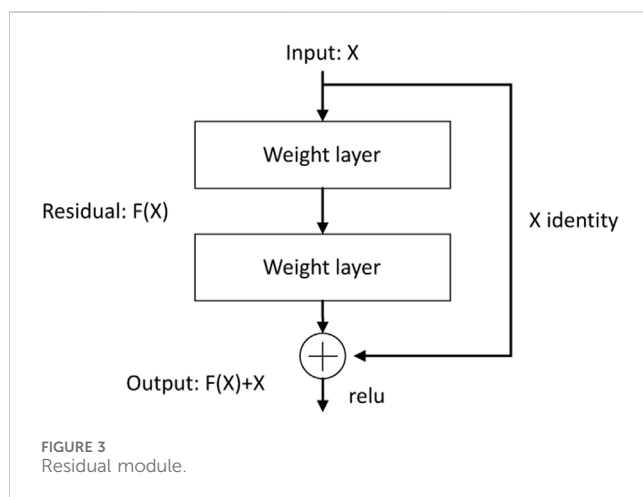 Input: X
Weight layer
Residual: F(X)
X identity
Weight layer
Output: F(X)+X
relu
FIGURE 3
Residual module.